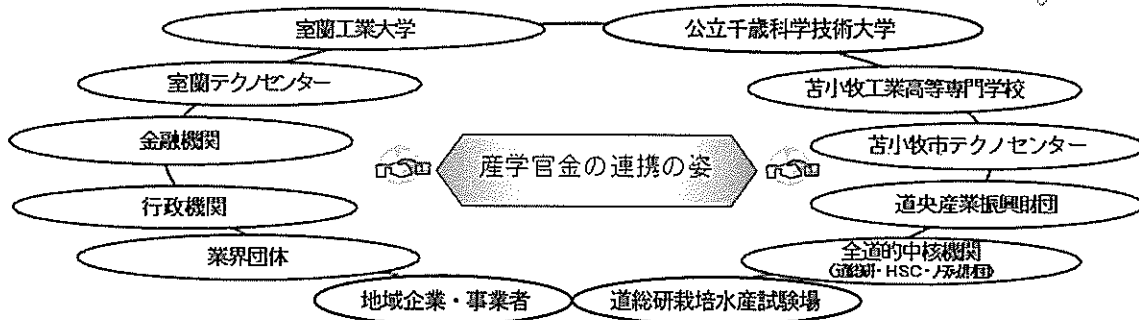 室蘭工業大学
公立千歳科学技術大学
室蘭テクノセンター
苫小牧工業高等専門学校
金融機関
産学官金の連携の姿
苫小牧市テクノセンター
行政機関
道央産業振興財団
業界団体
全道的中核機関
HSC
地域企業・事業者
道総研栽培水産試験場